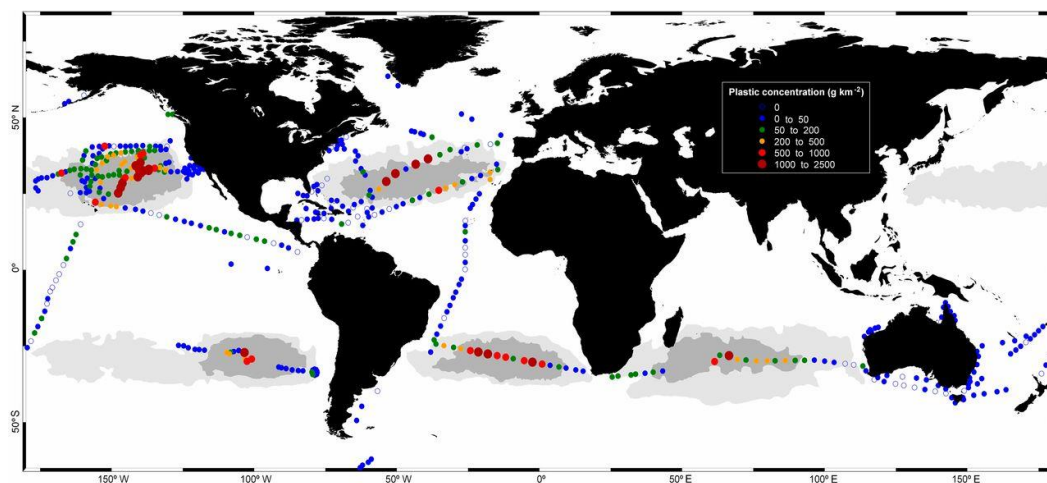 Plastic concentration (g km⁻²)
0
0 to 50
50 to 200
200 to 500
500 to 1000
1000 to 2500
50° N
0°
50° S
150° W
100° W
50° W
0°
50° E
100° E
150° E